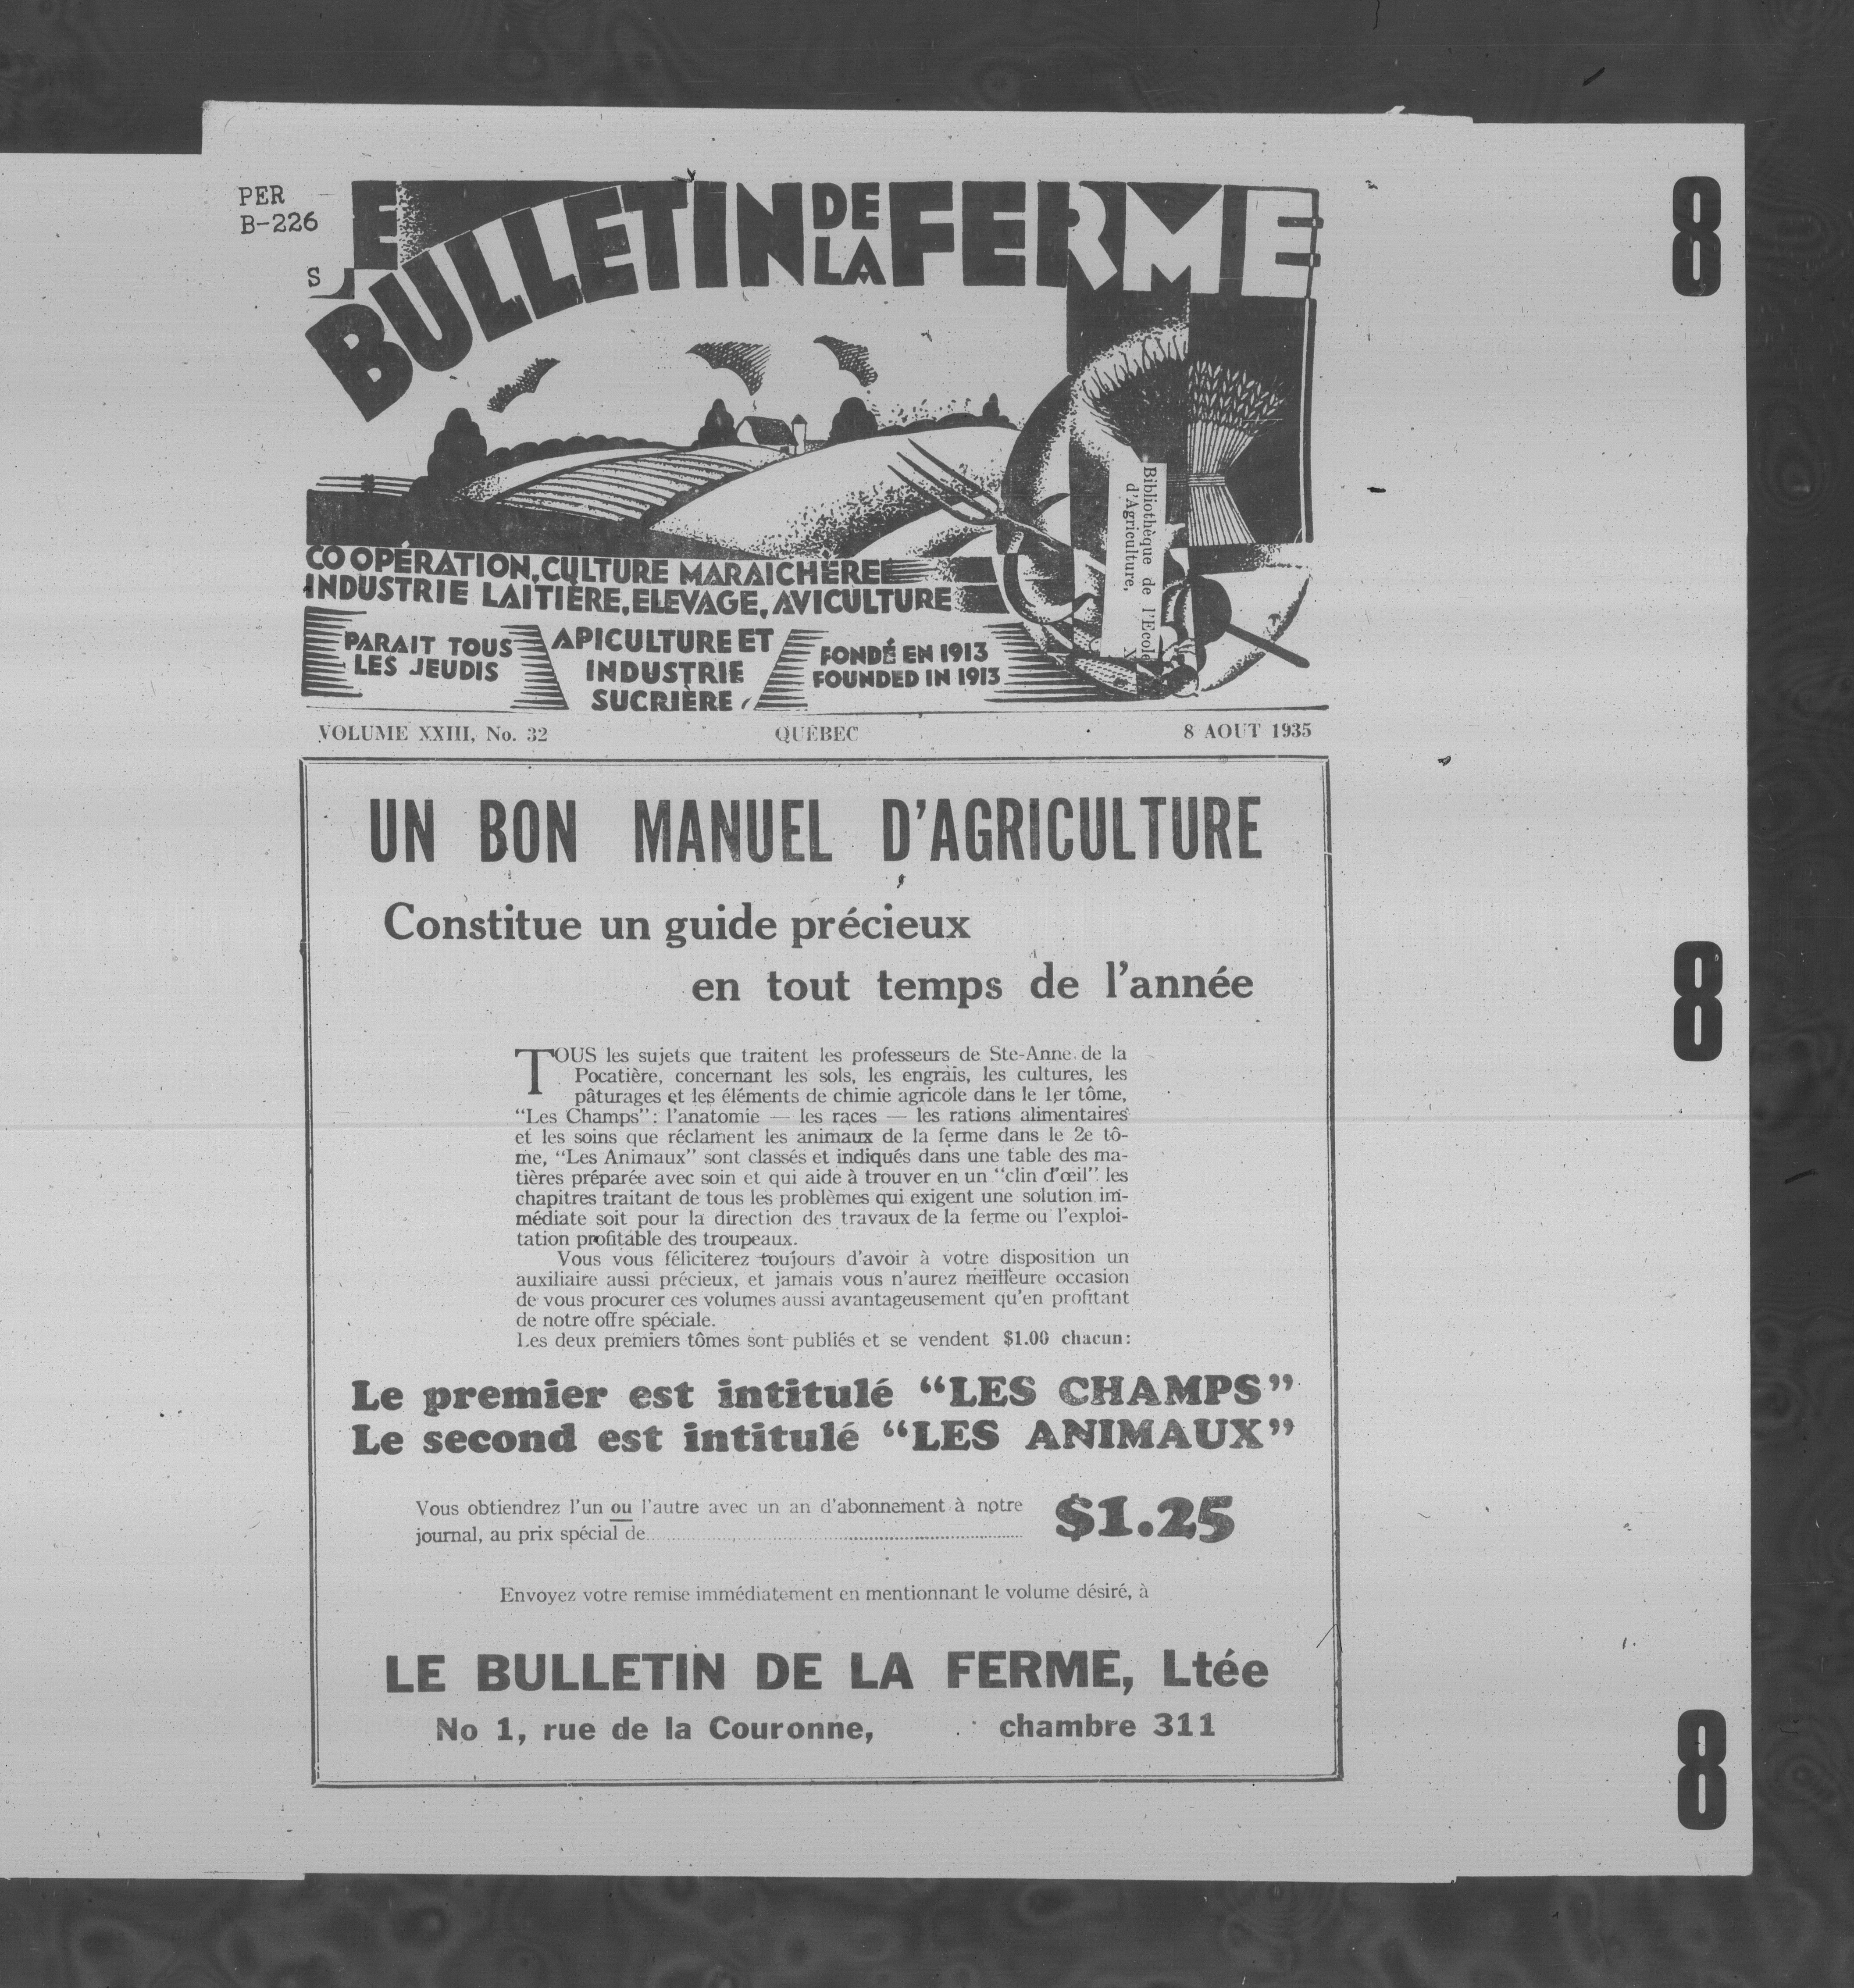 PER
B-226
S
LE BULLETIN DE LA FERME
Bibliothèque de l'Ecole
d'Agriculture,
COOPÉRATION, CULTURE MARAICHÈRE
INDUSTRIE LAITIÈRE, ELEVAGE, AVICULTURE
PARAIT TOUS
LES JEUDIS
APICULTURE ET
INDUSTRIE
SUCRIÈRE
FONDÉ EN 1913
FOUNDED IN 1913
VOLUME XXIII, No. 32 QUÉBEC 8 AOUT 1935
UN BON MANUEL D'AGRICULTURE
Constitue un guide précieux
en tout temps de l'année
TOUS les sujets que traitent les professeurs de Ste-Anne de la
Pocatière, concernant les sols, les engrais, les cultures, les
pâturages et les éléments de chimie agricole dans le 1er tôme,
“Les Champs”: l'anatomie — les races — les rations alimentaires
et les soins que réclament les animaux de la ferme dans le 2e tô-
me, “Les Animaux” sont classés et indiqués dans une table des ma-
tières préparée avec soin et qui aide à trouver en un “clin d'œil” les
chapitres traitant de tous les problèmes qui exigent une solution im-
médiate soit pour la direction des travaux de la ferme ou l'exploi-
tation profitable des troupeaux.
Vous vous féliciterez toujours d'avoir à votre disposition un
auxiliaire aussi précieux, et jamais vous n'aurez meilleure occasion
de vous procurer ces volumes aussi avantageusement qu'en profitant
de notre offre spéciale.
Les deux premiers tômes sont publiés et se vendent $1.00 chacun:
Le premier est intitulé “LES CHAMPS”
Le second est intitulé “LES ANIMAUX”
Vous obtiendrez l'un ou l'autre avec un an d'abonnement à notre
journal, au prix spécial de.......... $1.25
Envoyez votre remise immédiatement en mentionnant le volume désiré, à
LE BULLETIN DE LA FERME, Ltée
No 1, rue de la Couronne, chambre 311
8
8
8